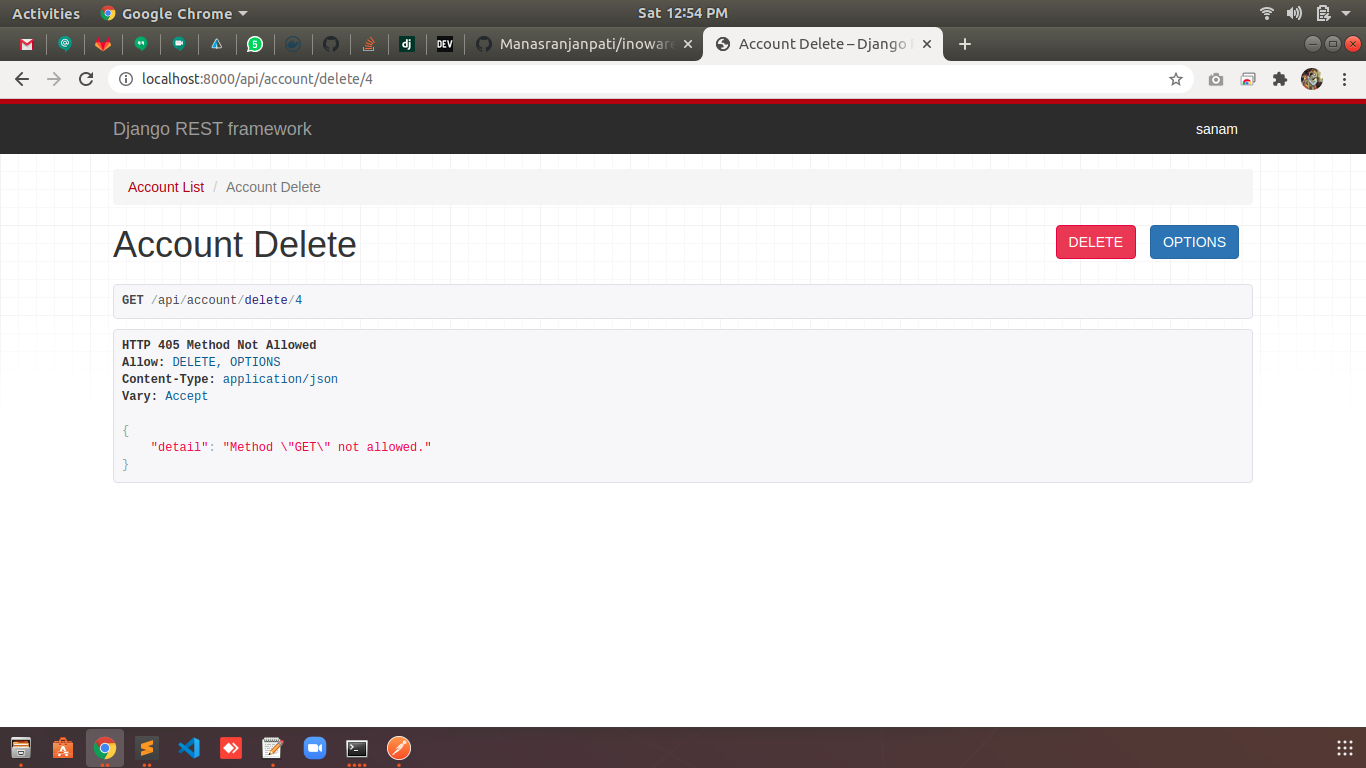 Activities Google Chrome Sat 12:54 PM
5 dj DEV Manasranjanpati/inoware Account Delete – Django
localhost:8000/api/account/delete/4
Django REST framework sanam
Account List / Account Delete
Account Delete DELETE OPTIONS
GET /api/account/delete/4
HTTP 405 Method Not Allowed
Allow: DELETE, OPTIONS
Content-Type: application/json
Vary: Accept
{
"detail": "Method \"GET\" not allowed."
}